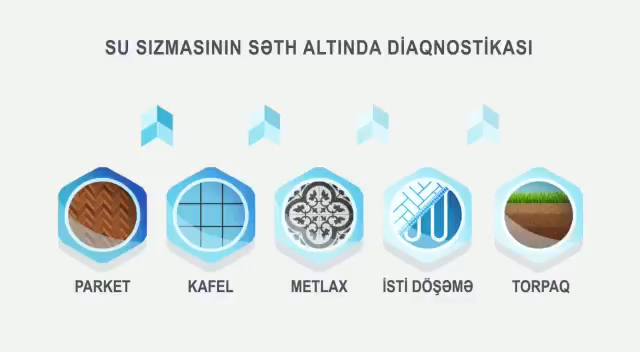 SU SIZMASININ SƏTH ALTINDA DİAQNOSTİKASI
PARKET
KAFEL
METLAX
İSTİ DÖŞƏMƏ
TORPAQ